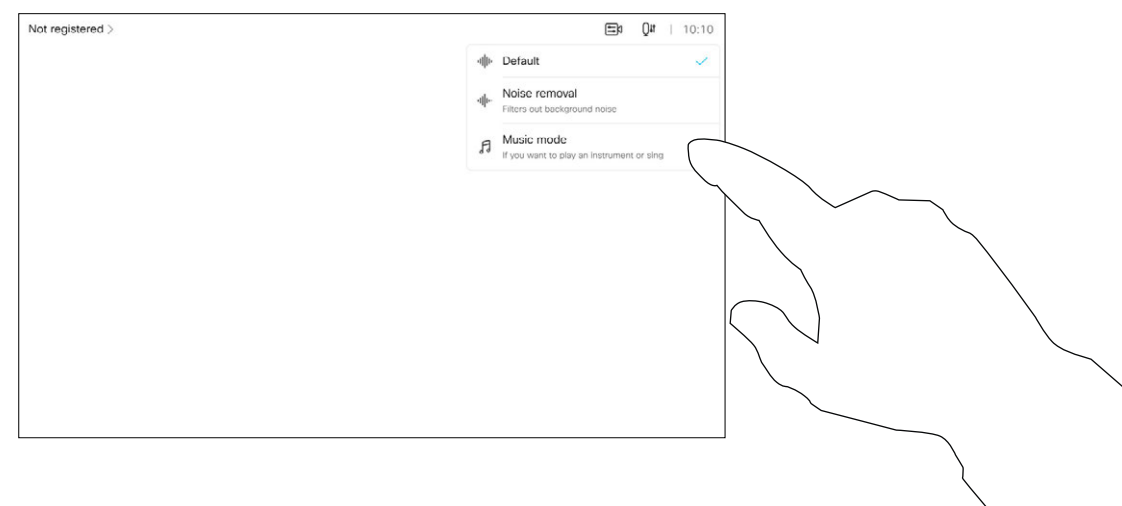 Not registered >
10:10
Default
Noise removal
Filters out background noise
Music mode
If you want to play an instrument or sing